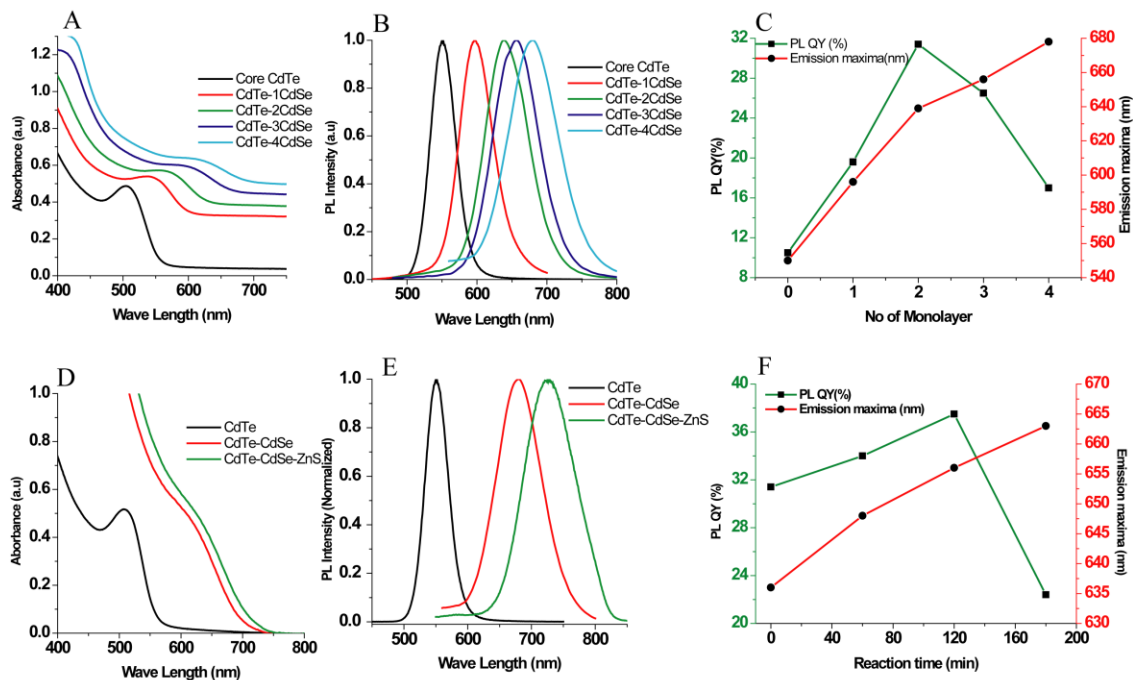 A
1.2
1.0
0.8
0.6
0.4
0.2
0.0
400 500 600 700
Absorbance (a.u)
Wave Length (nm)
Core CdTe
CdTe-1CdSe
CdTe-2CdSe
CdTe-3CdSe
CdTe-4CdSe
B
1.0
0.8
0.6
0.4
0.2
0.0
500 600 700 800
PL Intensity (a.u)
Wave Length (nm)
Core CdTe
CdTe-1CdSe
CdTe-2CdSe
CdTe-3CdSe
CdTe-4CdSe
C
PL QY (%)
Emission maxima(nm)
32
28
24
20
16
12
8
PL QY(%)
0 1 2 3 4
No of Monolayer
680
660
640
620
600
580
560
540
Emission maxima (nm)
D
1.0
0.8
0.6
0.4
0.2
0.0
400 500 600 700 800
Aborbance (a.u)
Wave Length (nm)
CdTe
CdTe-CdSe
CdTe-CdSe-ZnS
E
1.0
0.8
0.6
0.4
0.2
0.0
500 600 700 800
PL Intensity (Normalized)
Wave Length (nm)
CdTe
CdTe-CdSe
CdTe-CdSe-ZnS
F
PL QY(%)
Emission maxima (nm)
40
36
32
28
24
20
PL QY (%)
0 40 80 120 160 200
Reaction time (min)
670
665
660
655
650
645
640
635
630
Emission maxima (nm)